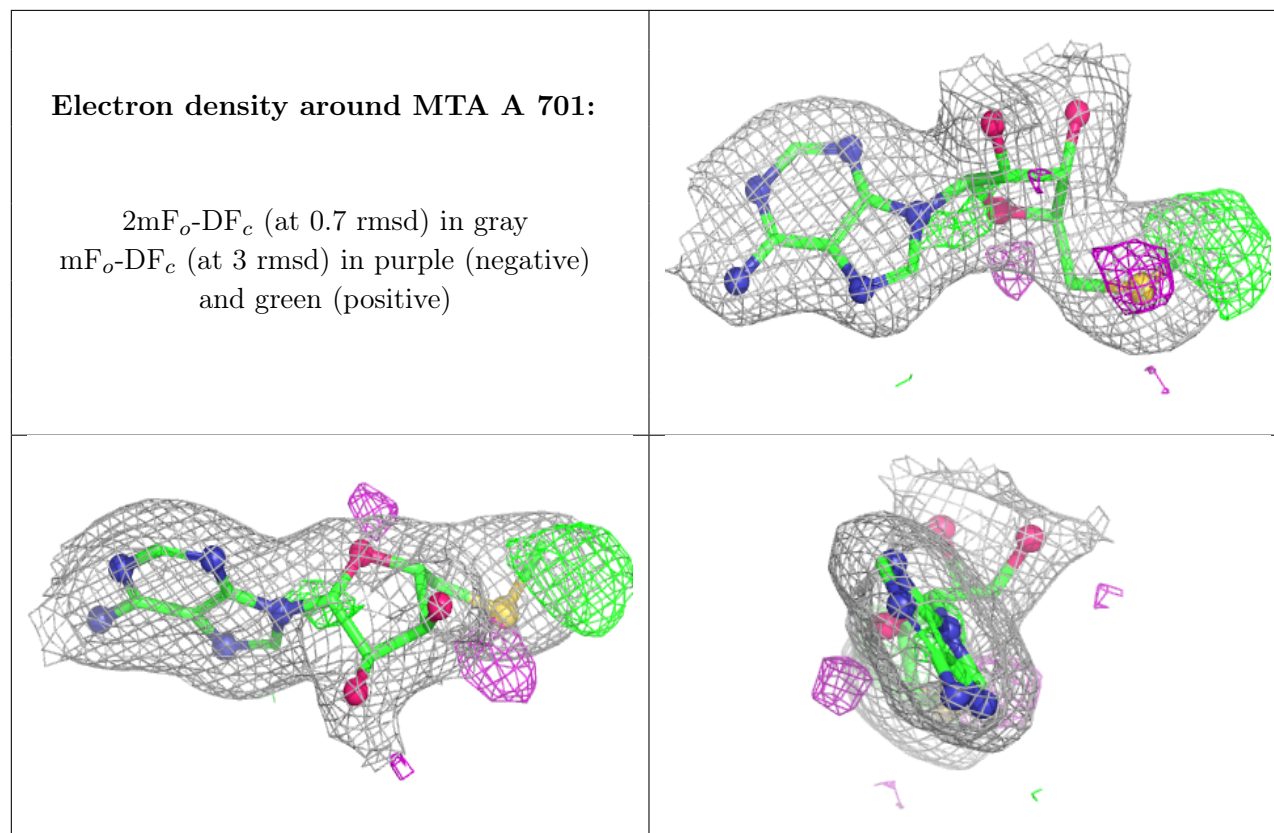 Electron density around MTA A 701:
2mFo-DFc (at 0.7 rmsd) in gray
mFo-DFc (at 3 rmsd) in purple (negative)
and green (positive)